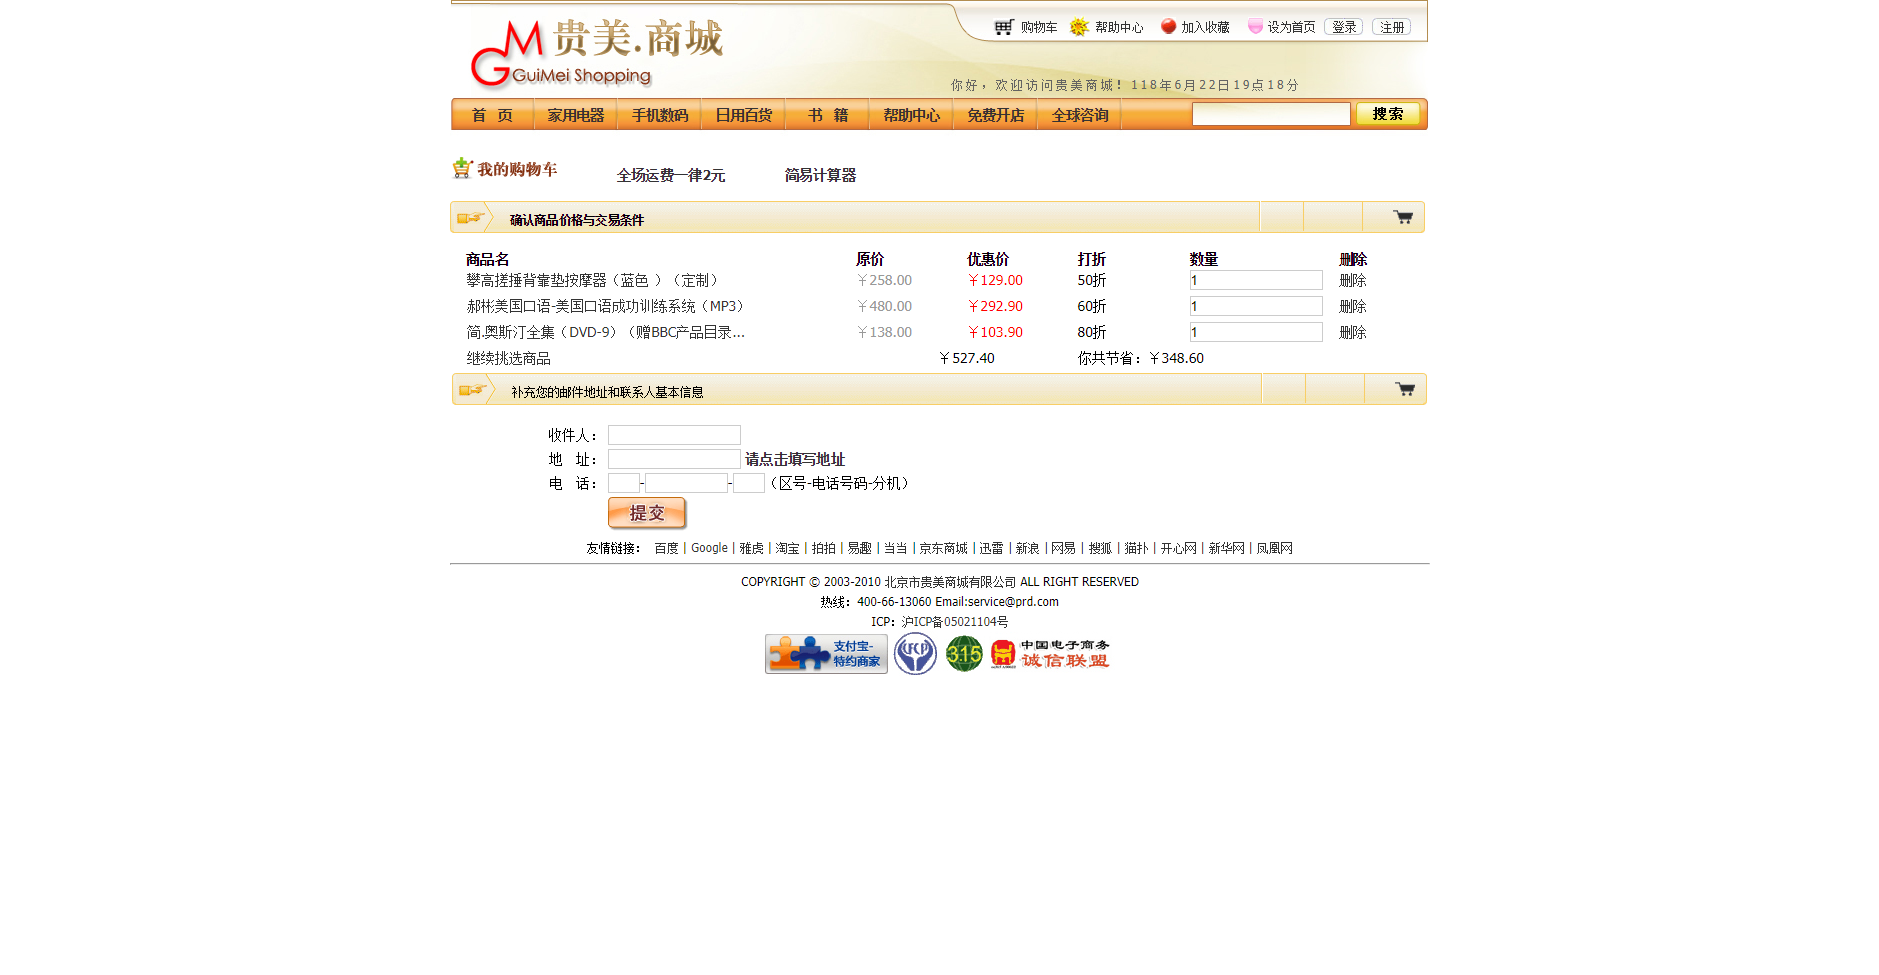 购物车 帮助中心 加入收藏 设为首页 登录 注册
GM 贵美.商城
GuiMei Shopping
你好，欢迎访问贵美商城！118年6月22日19点18分
首 页 家用电器 手机数码 日用百货 书 籍 帮助中心 免费开店 全球咨询 搜索
我的购物车 全场运费一律2元 简易计算器
确认商品价格与交易条件
商品名 原价 优惠价 打折 数量 删除
攀高搓捶背靠垫按摩器（蓝色 ）（定制） ￥258.00 ￥129.00 50折 1 删除
郝彬美国口语-美国口语成功训练系统（MP3） ￥480.00 ￥292.90 60折 1 删除
简.奥斯汀全集（DVD-9）（赠BBC产品目录... ￥138.00 ￥103.90 80折 1 删除
继续挑选商品 ￥527.40 你共节省：￥348.60
补充您的邮件地址和联系人基本信息
收件人：
地 址： 请点击填写地址
电 话： - - （区号-电话号码-分机）
提交
友情链接： 百度 | Google | 雅虎 | 淘宝 | 拍拍 | 易趣 | 当当 | 京东商城 | 迅雷 | 新浪 | 网易 | 搜狐 | 猫扑 | 开心网 | 新华网 | 凤凰网
COPYRIGHT © 2003-2010 北京市贵美商城有限公司 ALL RIGHT RESERVED
热线：400-66-13060 Email:service@prd.com
ICP：沪ICP备05021104号
支付宝-特约商家 CFCP 315 中国电子商务
诚信联盟